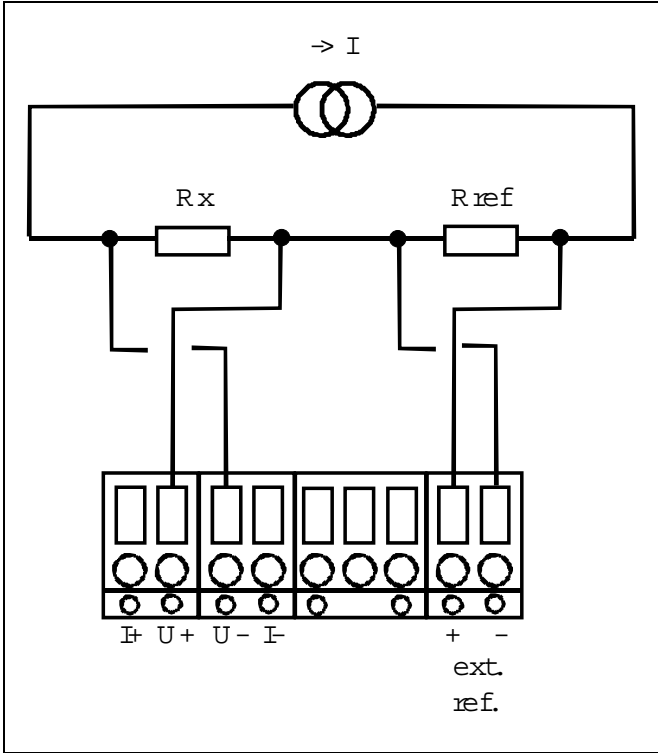 -> I
Rx Rref
I+ U+ U- I- + -
ext.
ref.